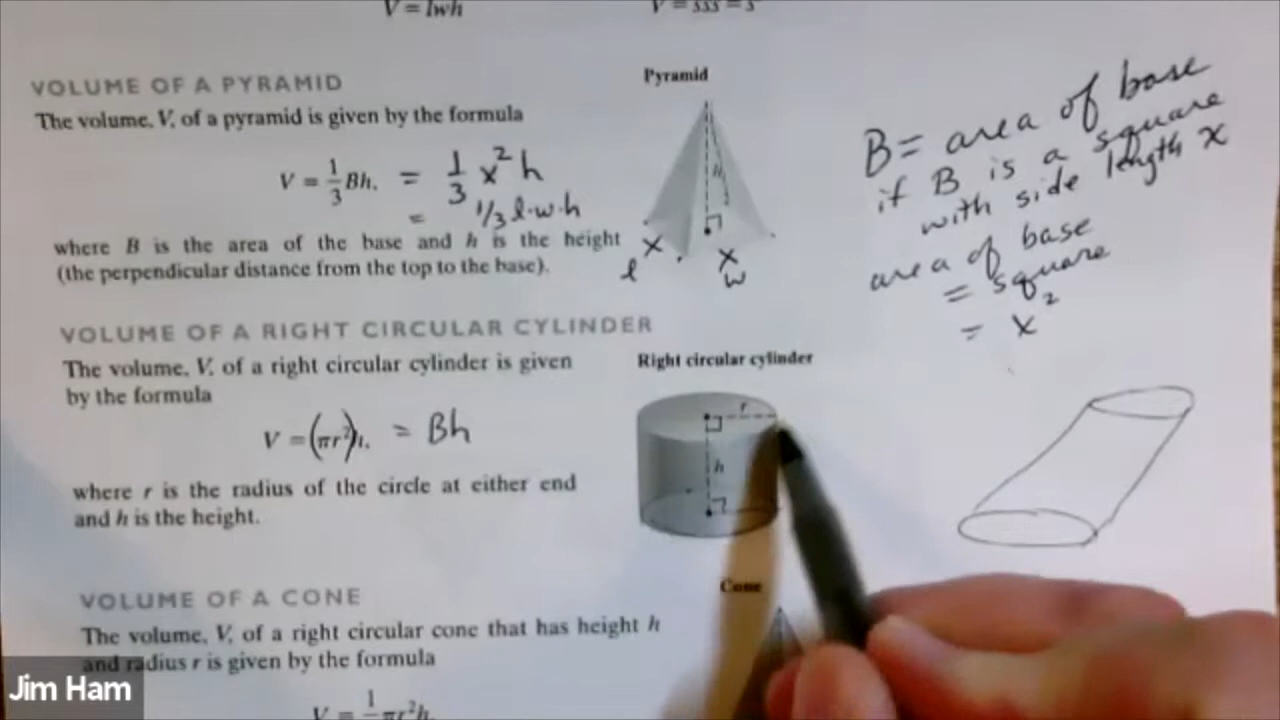 V = lwh
VOLUME OF A PYRAMID
Pyramid
The volume, V, of a pyramid is given by the formula
V = 1/3 Bh, = 1/3 x² h
= 1/3 l·w·h
where B is the area of the base and h is the height
(the perpendicular distance from the top to the base).
h
x
l
x
w
B = area of base
if B is a square
with side length x
area of base
= square
= x²
VOLUME OF A RIGHT CIRCULAR CYLINDER
The volume, V, of a right circular cylinder is given
by the formula
Right circular cylinder
r
h
V = (πr²)h, = Bh
where r is the radius of the circle at either end
and h is the height.
VOLUME OF A CONE
Cone
The volume, V, of a right circular cone that has height h
and radius r is given by the formula
V = 1/3 πr²h
Jim Ham